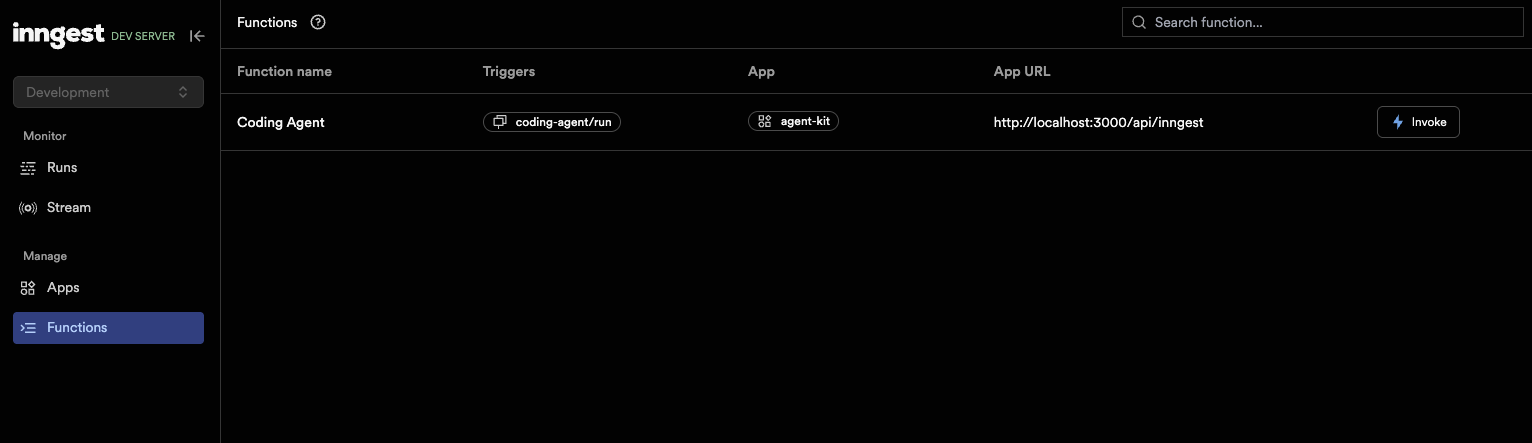 inngest DEV SERVER
Development
Monitor
Runs
Stream
Manage
Apps
Functions
Functions
Search function...
Function name Triggers App App URL
Coding Agent coding-agent/run agent-kit http://localhost:3000/api/inngest Invoke